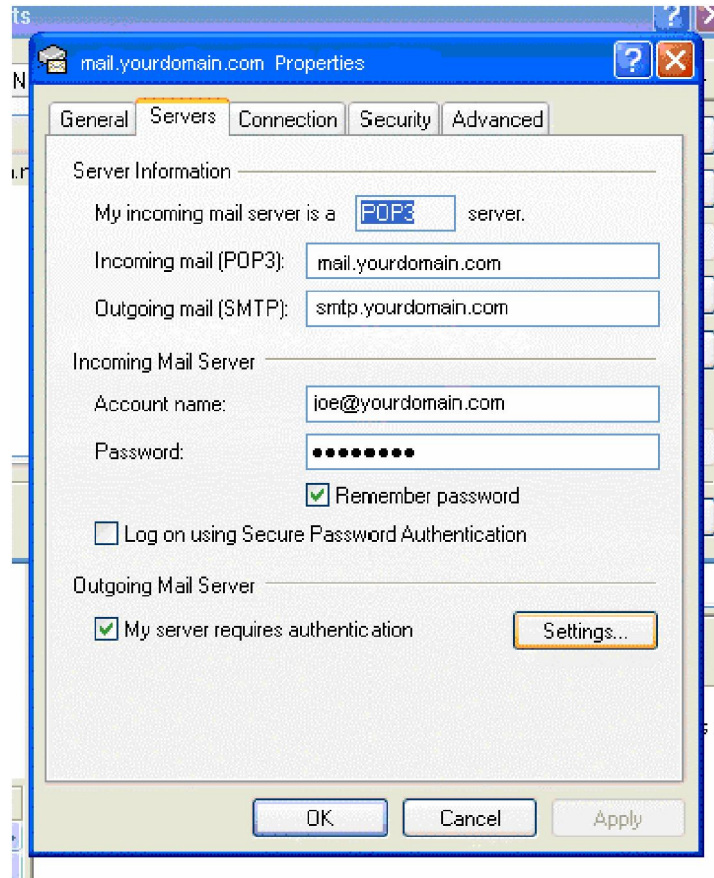 ts
mail.yourdomain.com Properties
N
General Servers Connection Security Advanced
Server Information
My incoming mail server is a POP3 server.
Incoming mail (POP3): mail.yourdomain.com
Outgoing mail (SMTP): smtp.yourdomain.com
Incoming Mail Server
Account name: joe@yourdomain.com
Password: ●●●●●●●●
Remember password
Log on using Secure Password Authentication
Outgoing Mail Server
My server requires authentication Settings...
OK Cancel Apply